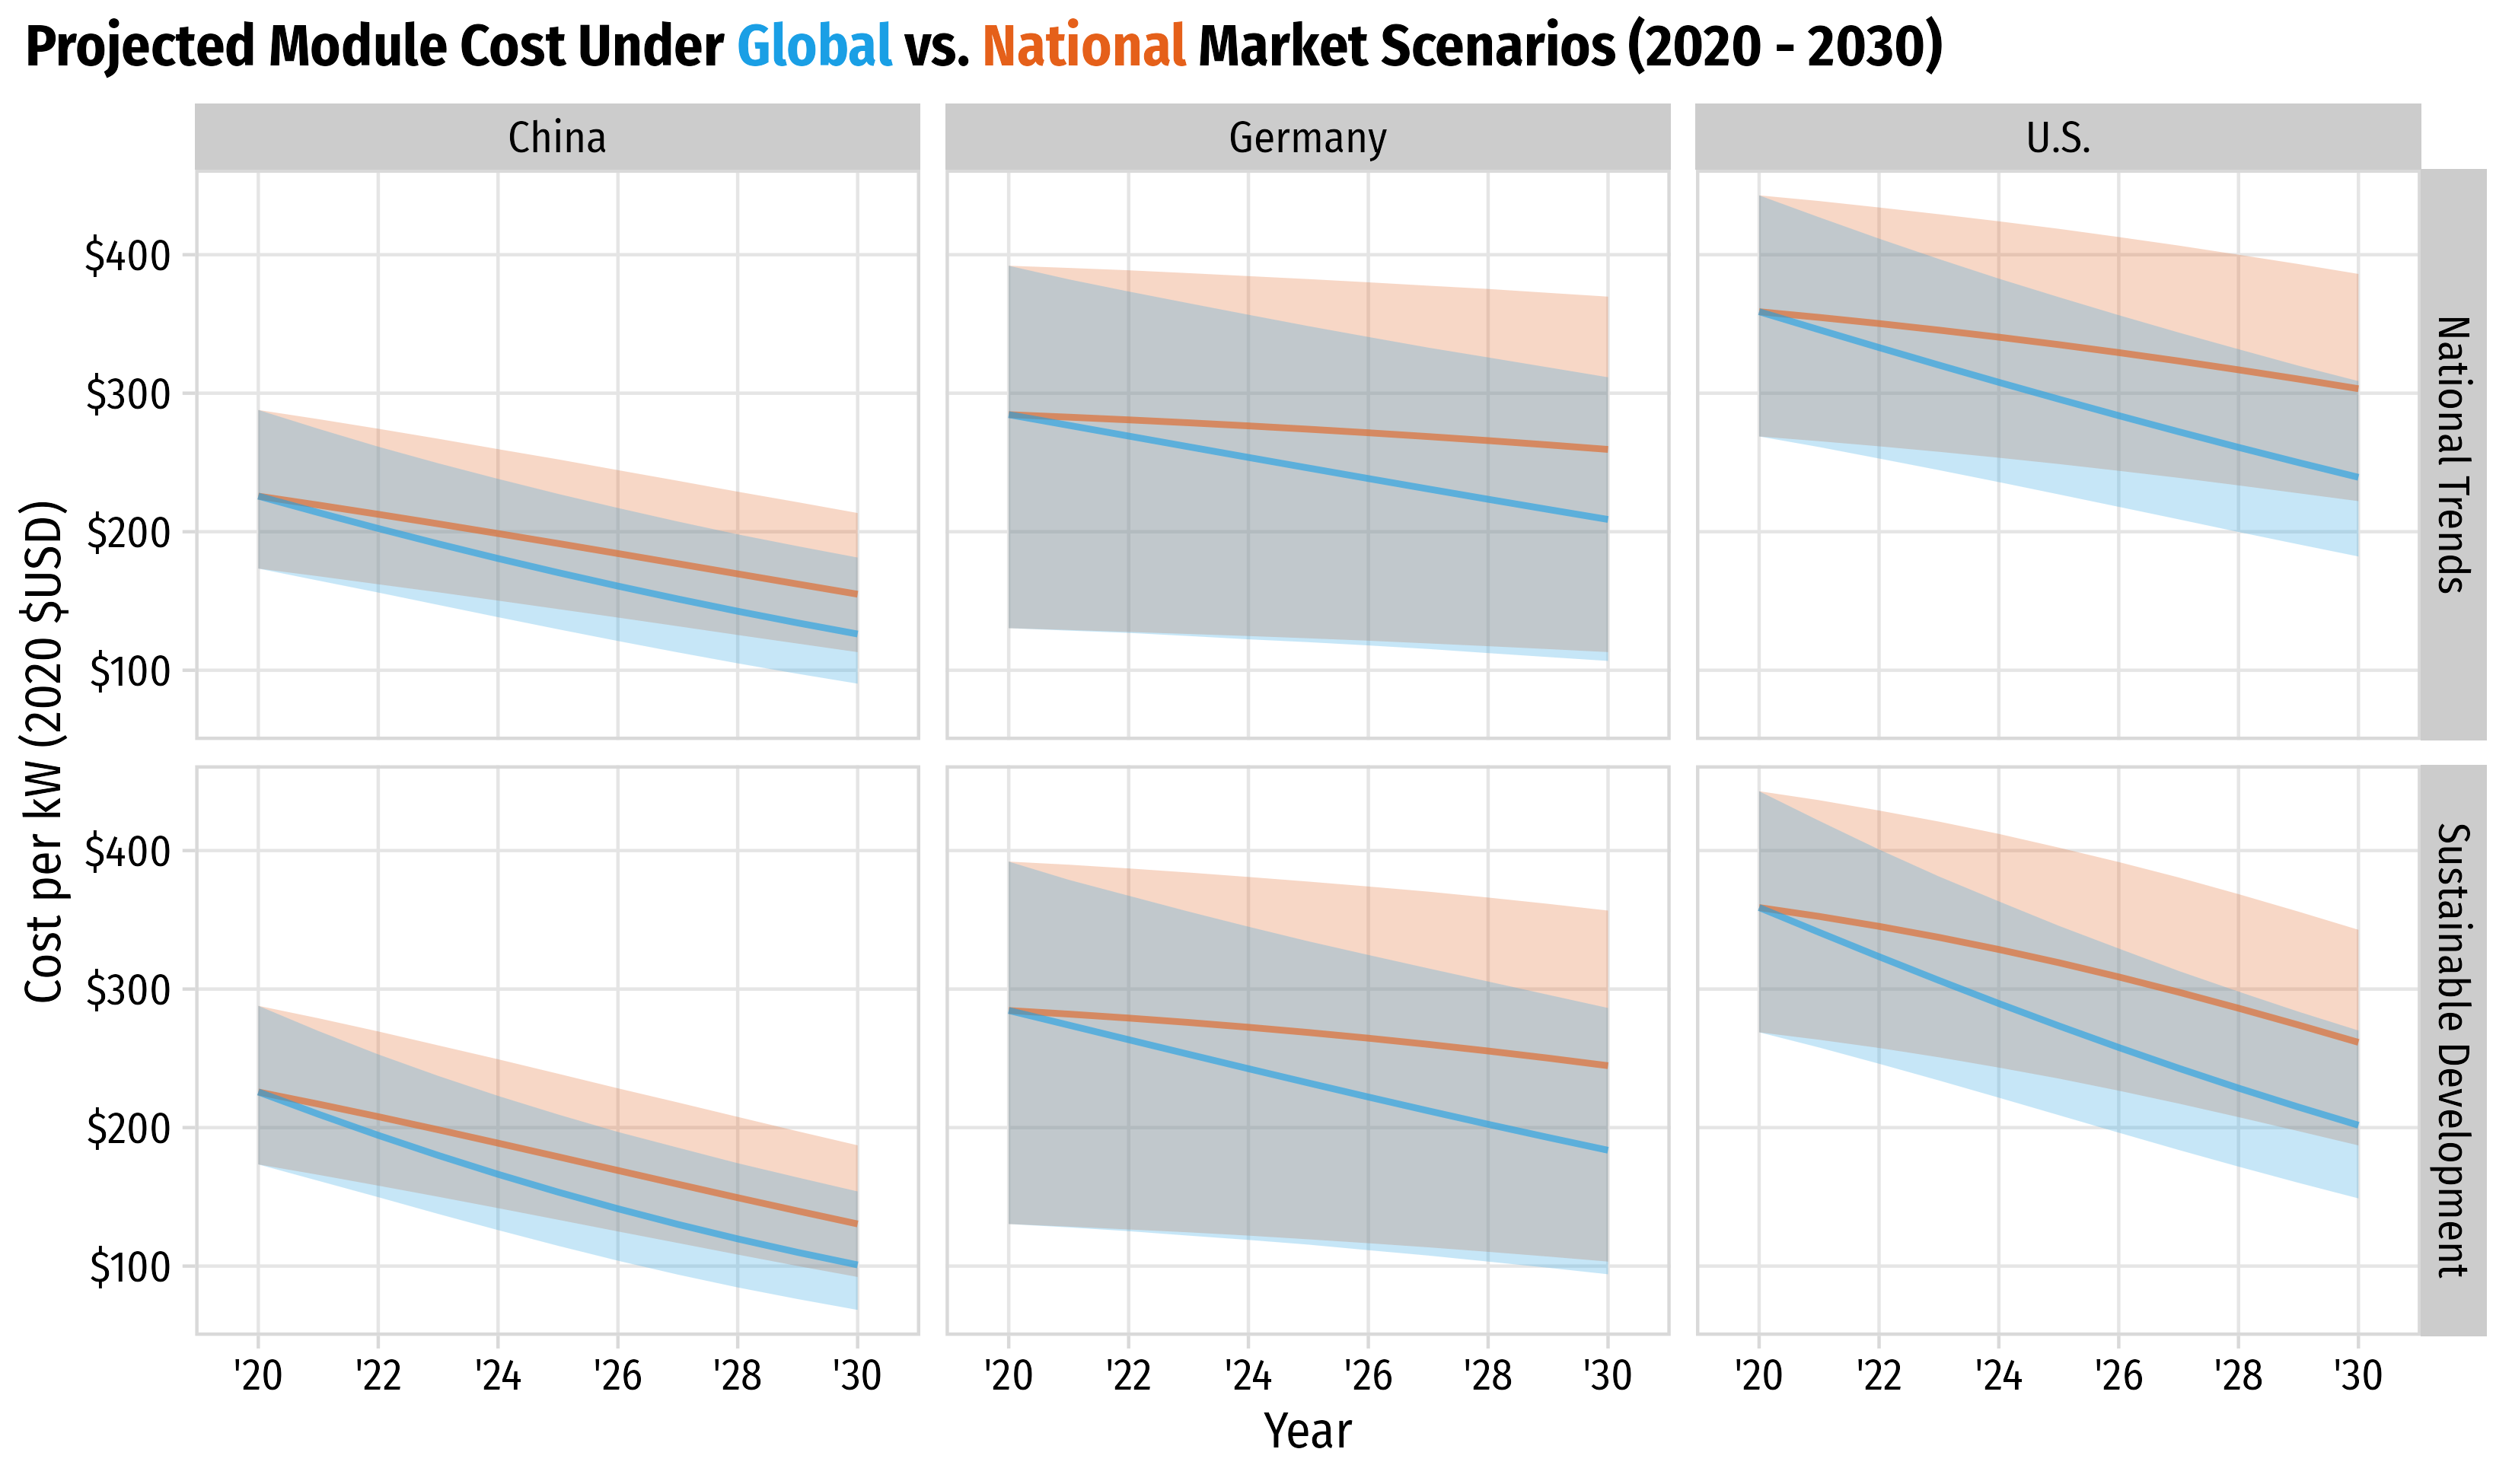 Projected Module Cost Under Global vs. National Market Scenarios (2020 - 2030)
China
Germany
U.S.
Cost per kW (2020 $USD)
$400
$300
$200
$100
National Trends
$400
$300
$200
$100
Sustainable Development
'20 '22 '24 '26 '28 '30
'20 '22 '24 '26 '28 '30
'20 '22 '24 '26 '28 '30
Year